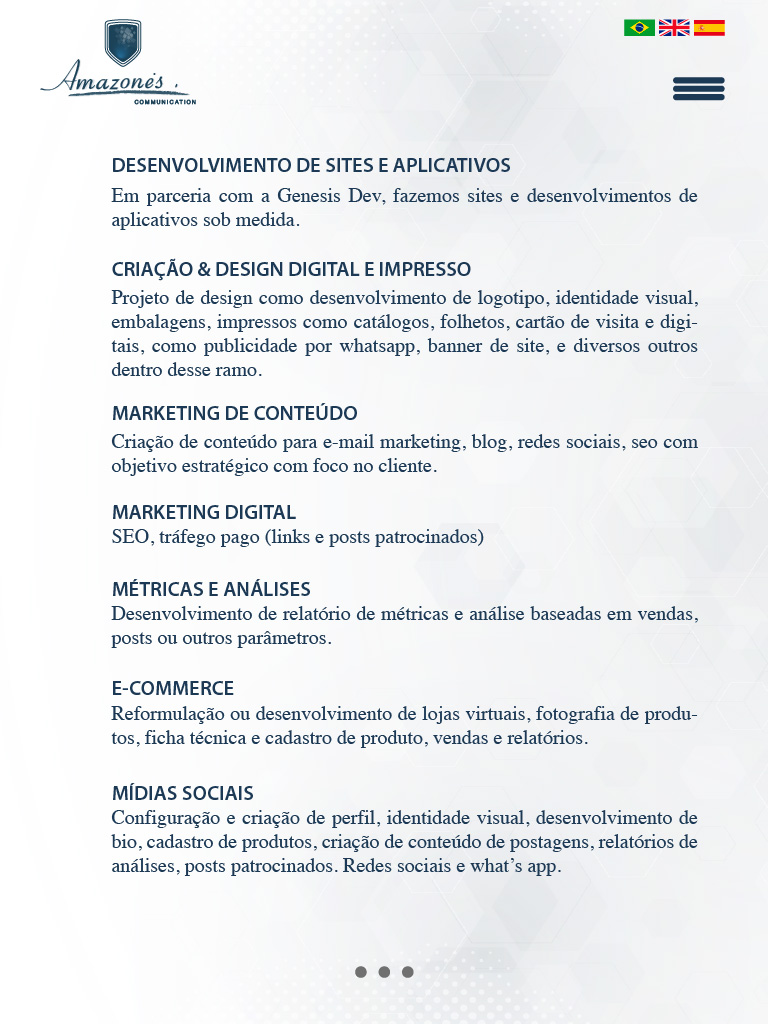 Amazone's
COMMUNICATION
DESENVOLVIMENTO DE SITES E APLICATIVOS
Em parceria com a Genesis Dev, fazemos sites e desenvolvimentos de
aplicativos sob medida.
CRIAÇÃO & DESIGN DIGITAL E IMPRESSO
Projeto de design como desenvolvimento de logotipo, identidade visual,
embalagens, impressos como catálogos, folhetos, cartão de visita e digi-
tais, como publicidade por whatsapp, banner de site, e diversos outros
dentro desse ramo.
MARKETING DE CONTEÚDO
Criação de conteúdo para e-mail marketing, blog, redes sociais, seo com
objetivo estratégico com foco no cliente.
MARKETING DIGITAL
SEO, tráfego pago (links e posts patrocinados)
MÉTRICAS E ANÁLISES
Desenvolvimento de relatório de métricas e análise baseadas em vendas,
posts ou outros parâmetros.
E-COMMERCE
Reformulação ou desenvolvimento de lojas virtuais, fotografia de produ-
tos, ficha técnica e cadastro de produto, vendas e relatórios.
MÍDIAS SOCIAIS
Configuração e criação de perfil, identidade visual, desenvolvimento de
bio, cadastro de produtos, criação de conteúdo de postagens, relatórios de
análises, posts patrocinados. Redes sociais e what’s app.